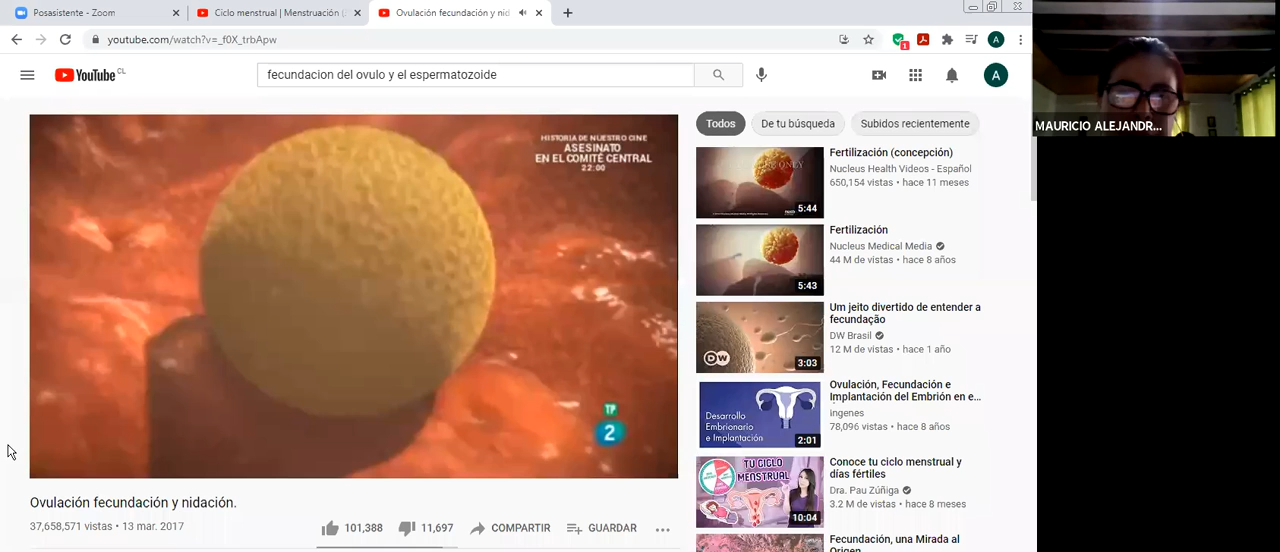 Posasistente - Zoom
Ciclo menstrual | Menstruación (
Ovulación fecundación y nid
youtube.com/watch?v=_f0X_trbApw
1
A
YouTube CL
fecundacion del ovulo y el espermatozoide
A
MAURICIO ALEJANDR...
HISTORIA DE NUESTRO CINE
ASESINATO
EN EL COMITÉ CENTRAL
22:00
TP
2
Ovulación fecundación y nidación.
37,658,571 vistas • 13 mar. 2017
101,388
11,697
COMPARTIR
GUARDAR
Todos
De tu búsqueda
Subidos recientemente
5:44
Fertilización (concepción)
Nucleus Health Videos - Español
650,154 vistas • hace 11 meses
5:43
Fertilización
Nucleus Medical Media
44 M de vistas • hace 8 años
DW
3:03
Um jeito divertido de entender a
fecundação
DW Brasil
12 M de vistas • hace 1 año
Desarrollo
Embrionario
e Implantación
2:01
Ovulación, Fecundación e
Implantación del Embrión en e...
ingenes
78,096 vistas • hace 8 años
TU CICLO
MENSTRUAL
10:04
Conoce tu ciclo menstrual y
días fértiles
Dra. Pau Zúñiga
3.2 M de vistas • hace 8 meses
Fecundación, una Mirada al
Origen